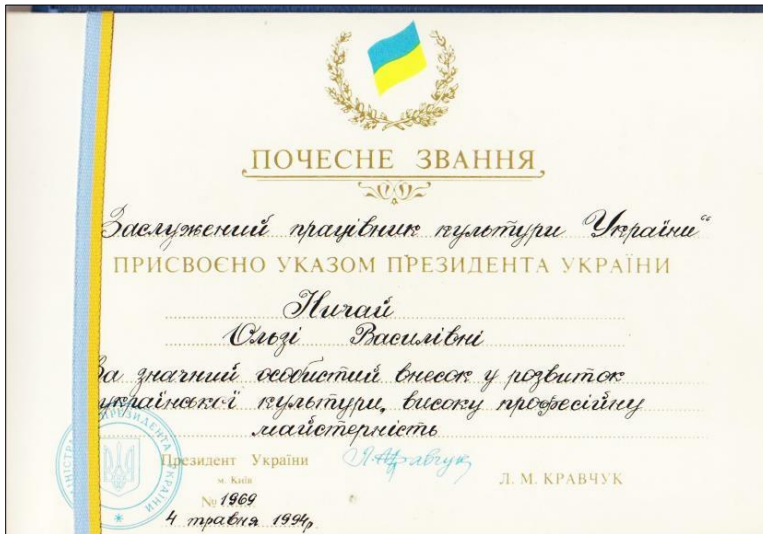 ПОЧЕСНЕ ЗВАННЯ
Заслужений працівник культури України“
ПРИСВОЄНО УКАЗОМ ПРЕЗИДЕНТА УКРАЇНИ
Ничай
Ользі Василівні
За значний особистий внесок у розвиток
української культури, високу професійну
майстерність
Президент України
Л. М. КРАВЧУК
м. Київ
№ 1969
4 травня 1994р.